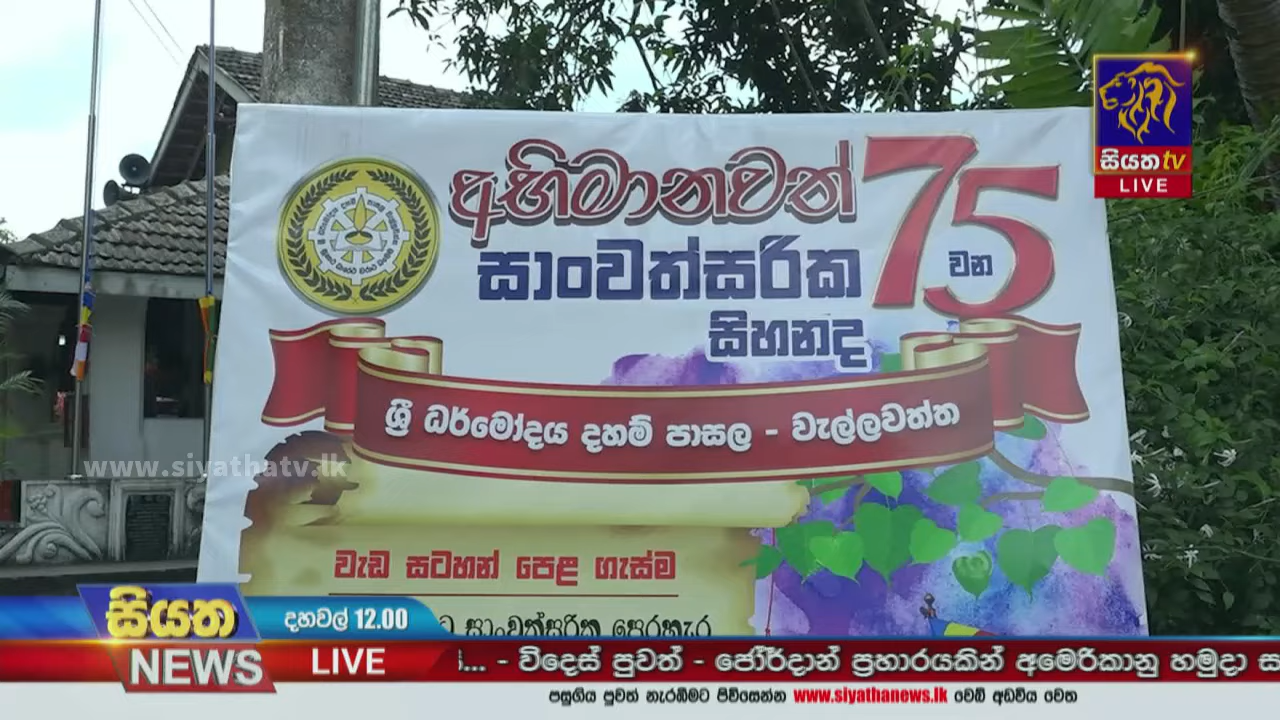 අභිමානවත් 75 වන
සාංවත්සරික
සිහනද
ශ්‍රී ධර්මෝදය දහම් පාසල - වැල්ලවත්ත
වැඩ සටහන් පෙළ ගැස්ම
සාංවත්සරික පෙරහැර
සියත tv
LIVE
www.siyathatv.lk
සියත
දහවල් 12.00
NEWS
LIVE
... - විදෙස් පුවත් - ජෝර්දාන් ප්‍රහාරයකින් අමෙරිකානු හමුදා
පසුගිය පුවත් නැරඹීමට පිවිසෙන්න www.siyathanews.lk වෙබ් අඩවිය වෙත